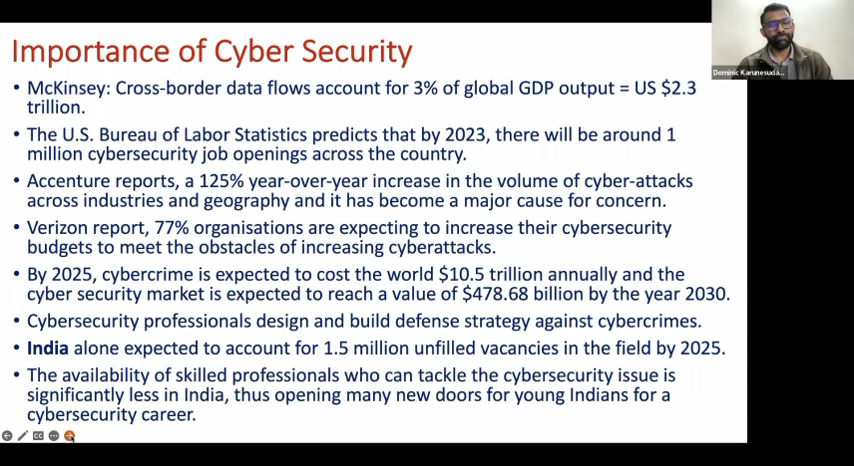 Importance of Cyber Security
Dominic Karunesuda...
• McKinsey: Cross-border data flows account for 3% of global GDP output = US $2.3
trillion.
• The U.S. Bureau of Labor Statistics predicts that by 2023, there will be around 1
million cybersecurity job openings across the country.
• Accenture reports, a 125% year-over-year increase in the volume of cyber-attacks
across industries and geography and it has become a major cause for concern.
• Verizon report, 77% organisations are expecting to increase their cybersecurity
budgets to meet the obstacles of increasing cyberattacks.
• By 2025, cybercrime is expected to cost the world $10.5 trillion annually and the
cyber security market is expected to reach a value of $478.68 billion by the year 2030.
• Cybersecurity professionals design and build defense strategy against cybercrimes.
• India alone expected to account for 1.5 million unfilled vacancies in the field by 2025.
• The availability of skilled professionals who can tackle the cybersecurity issue is
significantly less in India, thus opening many new doors for young Indians for a
cybersecurity career.
CC